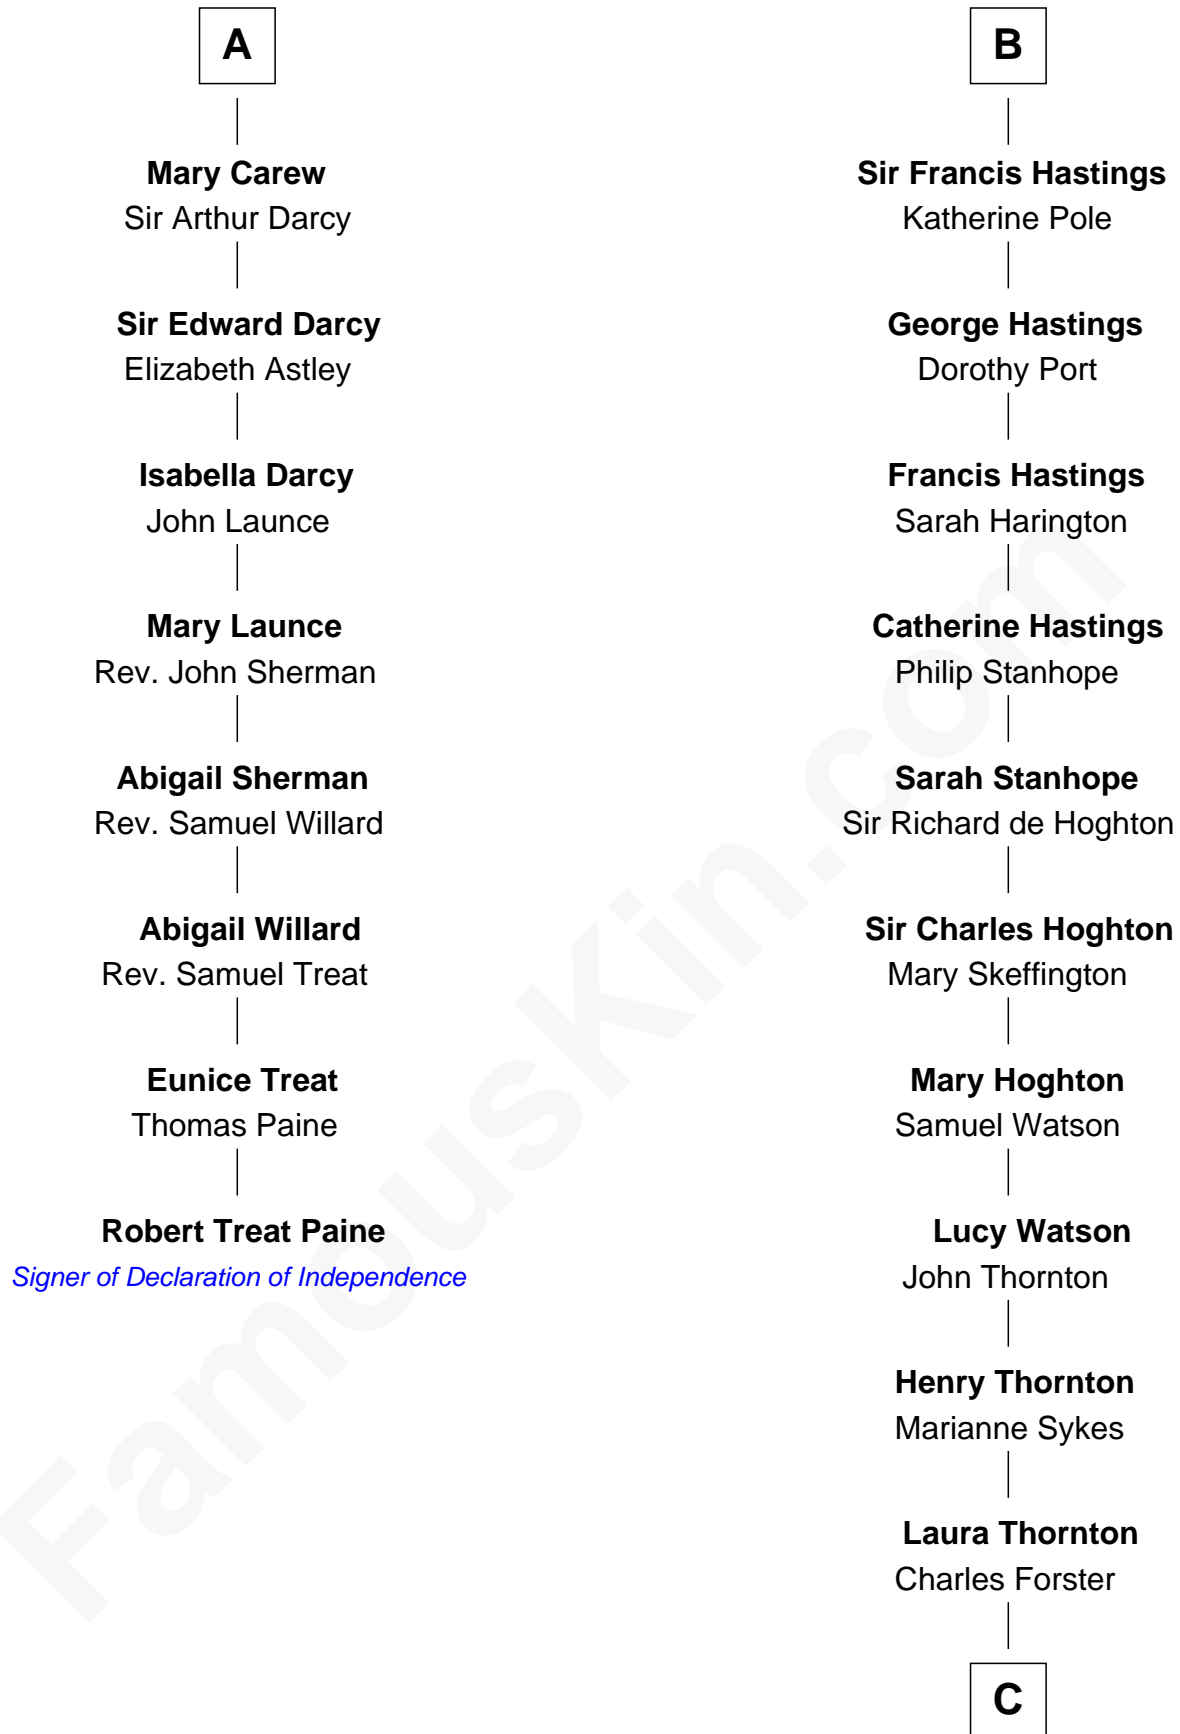 A
Mary Carew
Sir Arthur Darcy
Sir Edward Darcy
Elizabeth Astley
Isabella Darcy
John Launce
Mary Launce
Rev. John Sherman
Abigail Sherman
Rev. Samuel Willard
Abigail Willard
Rev. Samuel Treat
Eunice Treat
Thomas Paine
Robert Treat Paine
Signer of Declaration of Independence
B
Sir Francis Hastings
Katherine Pole
George Hastings
Dorothy Port
Francis Hastings
Sarah Harington
Catherine Hastings
Philip Stanhope
Sarah Stanhope
Sir Richard de Hoghton
Sir Charles Hoghton
Mary Skeffington
Mary Hoghton
Samuel Watson
Lucy Watson
John Thornton
Henry Thornton
Marianne Sykes
Laura Thornton
Charles Forster
C
FamousKin.com